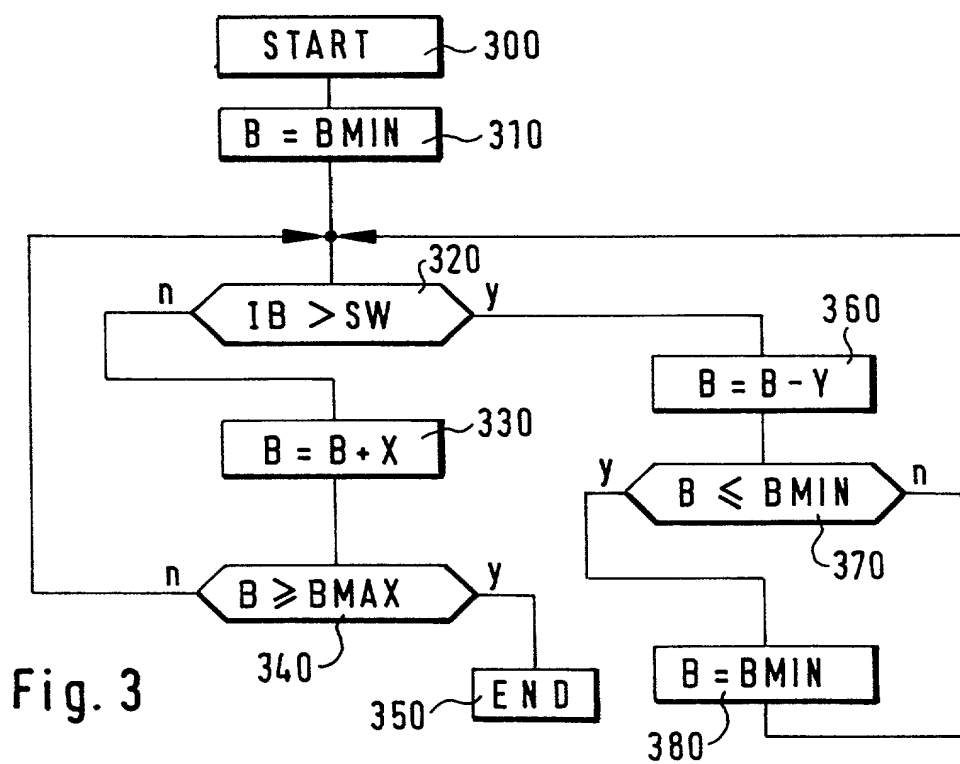 START
300
B = BMIN
310
320
n
IB > SW
y
360
B = B - Y
330
B = B + X
y
B ≤ BMIN
n
370
n
B ≥ BMAX
y
340
B = BMIN
380
END
350
Fig. 3